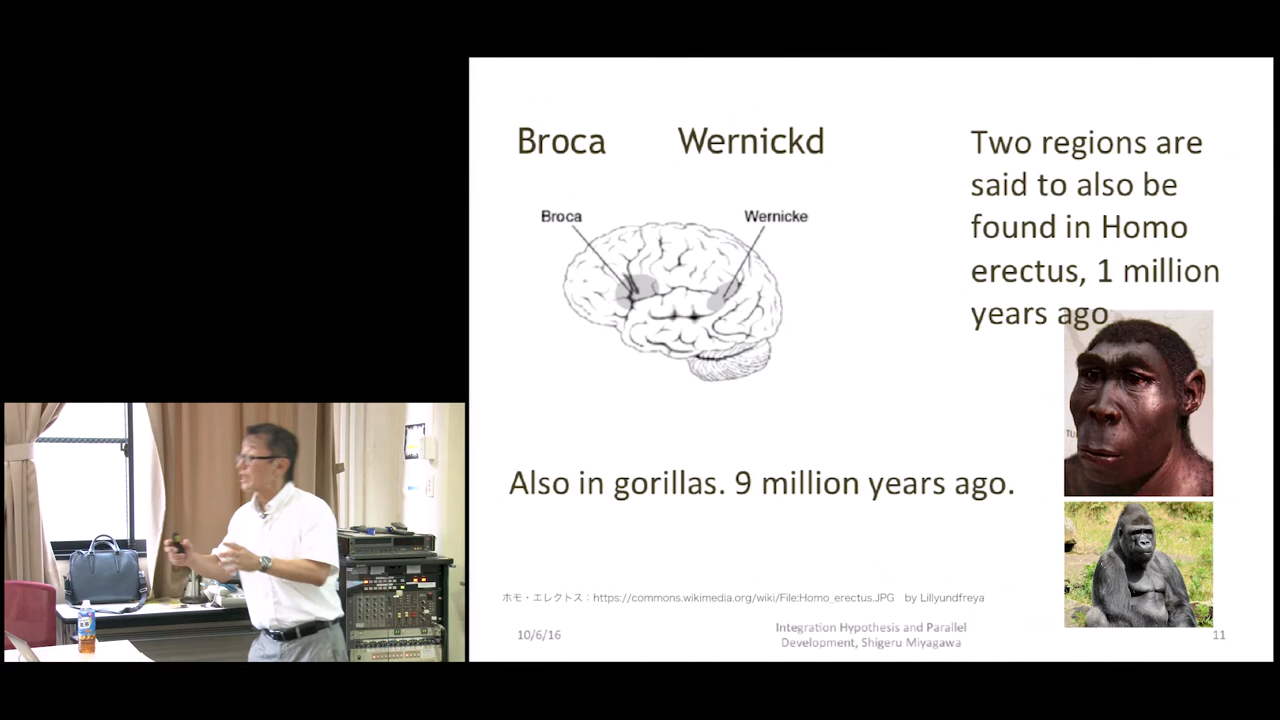 Broca Wernickd
Two regions are
said to also be
found in Homo
erectus, 1 million
years ago
Broca Wernicke
Also in gorillas. 9 million years ago.
ホモ・エレクトス：https://commons.wikimedia.org/wiki/File:Homo_erectus.JPG by Lillyundfreya
10/6/16
Integration Hypothesis and Parallel
Development, Shigeru Miyagawa
11